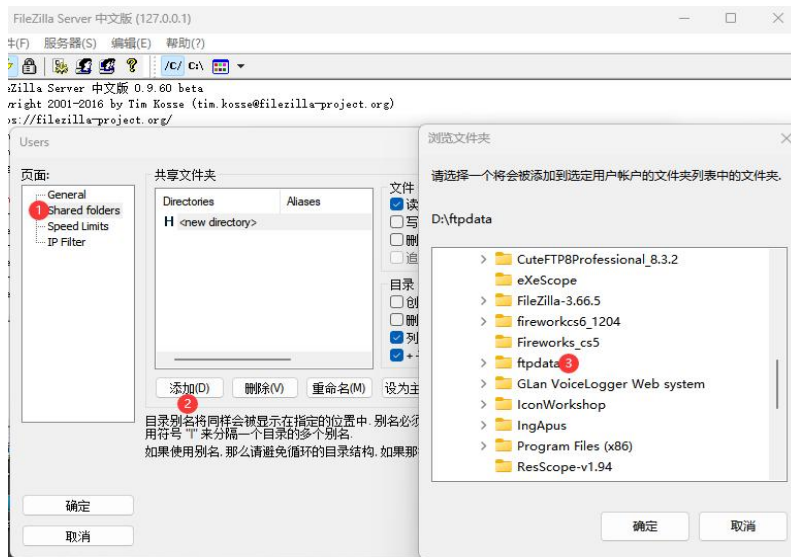 FileZilla Server 中文版 (127.0.0.1)
(F) 服务器(S) 编辑(E) 帮助(?)
/C/ C:\
Zilla Server 中文版 0.9.60 beta
right 2001-2016 by Tim Kosse (tim.kosse@filezilla-project.org)
s://filezilla-project.org/
Users
页面:
General
Shared folders
Speed Limits
IP Filter
1
共享文件夹
Directories Aliases
H <new directory>
文件
读
写
删
追
目录
创
删
列
+
添加(D) 删除(V) 重命名(M) 设为主
2
目录别名将同样会被显示在指定的位置中. 别名必须
用符号 "|" 来分隔一个目录的多个别名.
如果使用别名, 那么请避免循环的目录结构, 如果那
确定
取消
浏览文件夹
请选择一个将会被添加到选定用户帐户的文件夹列表中的文件夹.
D:\ftpdata
CuteFTP8Professional_8.3.2
eXeScope
FileZilla-3.66.5
fireworkcs6_1204
Fireworks_cs5
ftpdata 3
GLan VoiceLogger Web system
IconWorkshop
IngApus
Program Files (x86)
ResScope-v1.94
确定 取消